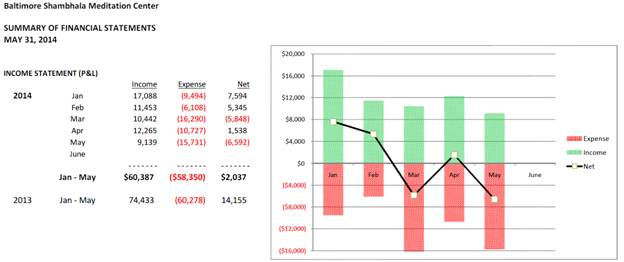 Baltimore Shambhala Meditation Center
SUMMARY OF FINANCIAL STATEMENTS
MAY 31, 2014
INCOME STATEMENT (P&L)
Income Expense Net
2014 Jan 17,088 (9,494) 7,594
Feb 11,453 (6,108) 5,345
Mar 10,442 (16,290) (5,848)
Apr 12,265 (10,727) 1,538
May 9,139 (15,731) (6,592)
June
------- ------- -------
Jan - May $60,387 ($58,350) $2,037
2013 Jan - May 74,433 (60,278) 14,155
$20,000
$16,000
$12,000
$8,000
$4,000
$0
($4,000)
($8,000)
($12,000)
($16,000)
Jan Feb Mar Apr May June
Expense
Income
Net